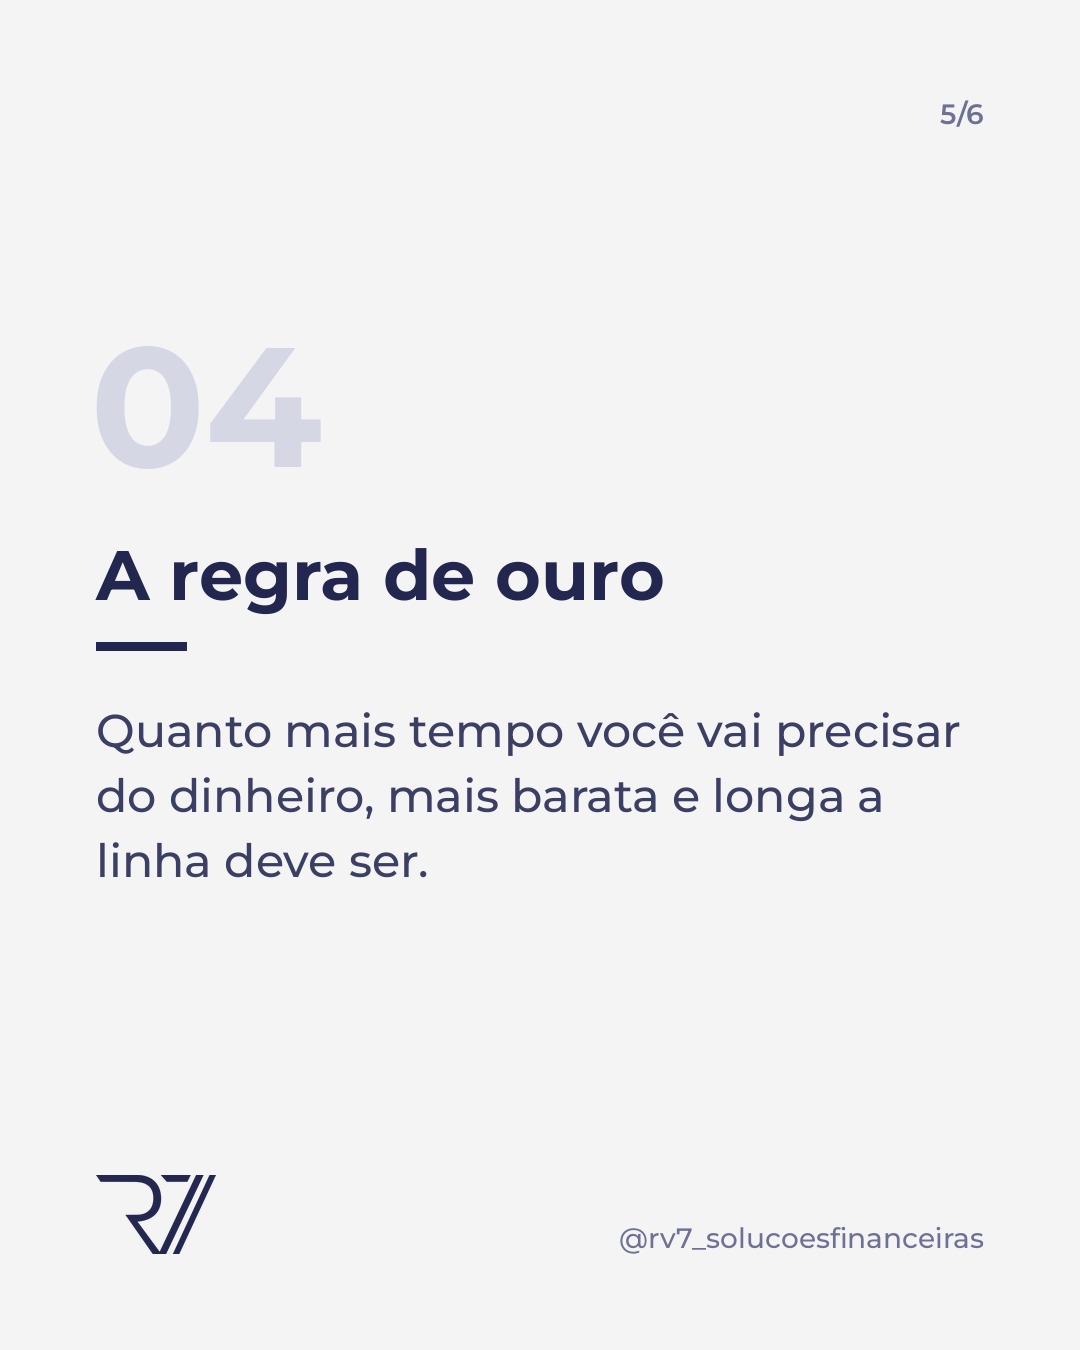 5/6
04
A regra de ouro
Quanto mais tempo você vai precisar
do dinheiro, mais barata e longa a
linha deve ser.
R7
@rv7_solucoesfinanceiras